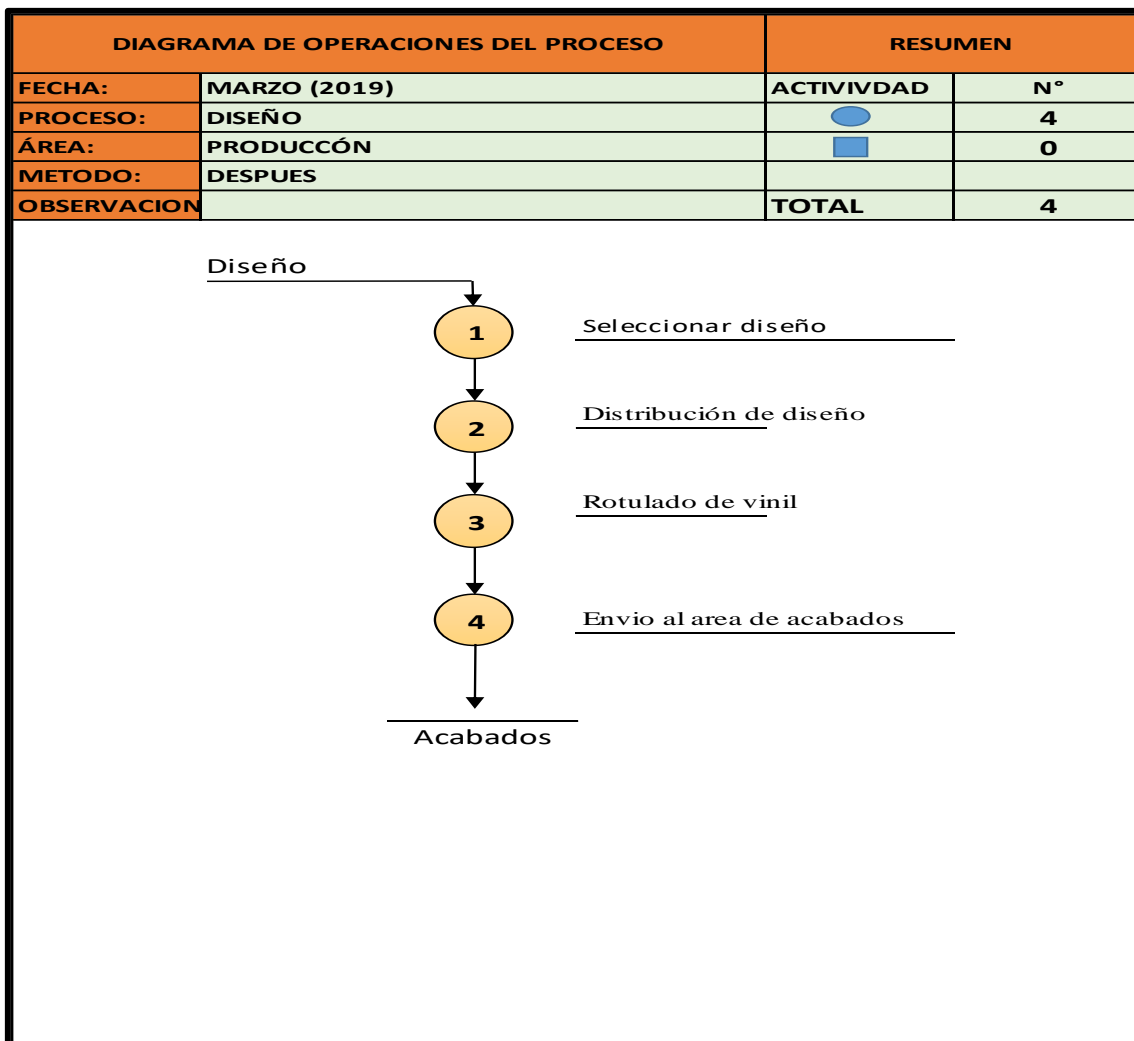 DIAGRAMA DE OPERACIONES DEL PROCESO RESUMEN
FECHA: MARZO (2019) ACTIVIVDAD N°
PROCESO: DISEÑO 4
ÁREA: PRODUCCÓN 0
METODO: DESPUES
OBSERVACION TOTAL 4
Diseño
1 Seleccionar diseño
2 Distribución de diseño
3 Rotulado de vinil
4 Envio al area de acabados
Acabados